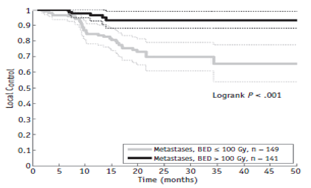 1
0.9
0.8
0.7
0.6
0.5
0.4
0.3
0.2
0.1
0
Local Control
Logrank P < .001
Metastases, BED ≤ 100 Gy, n = 149
Metastases, BED > 100 Gy, n = 141
0 5 10 15 20 25 30 35 40 45 50
Time (months)